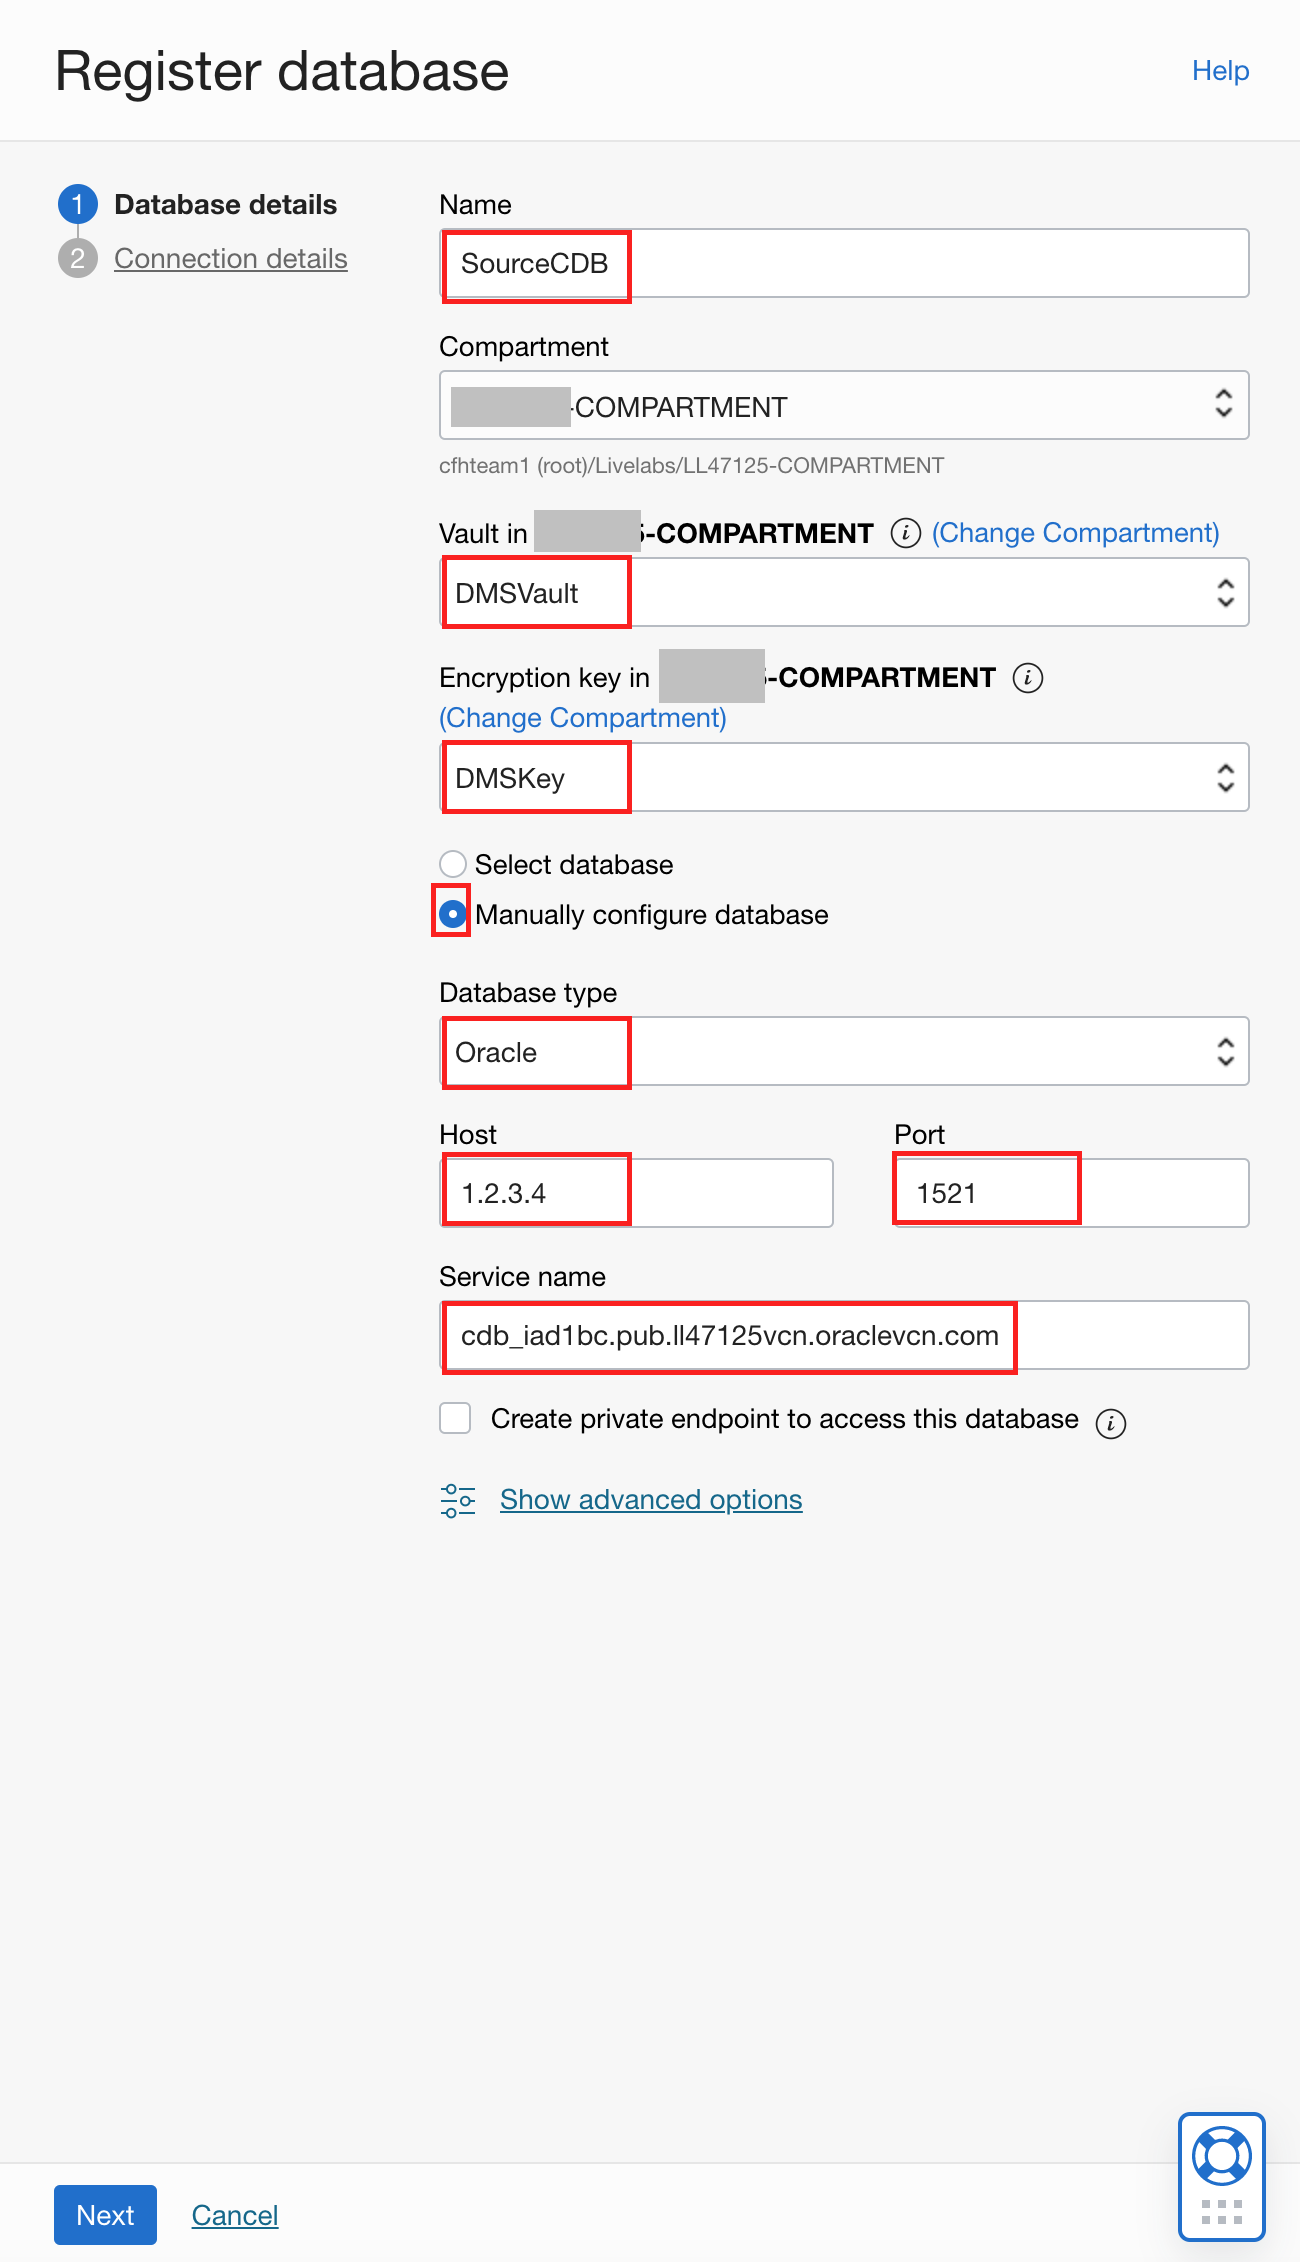 Register database
Help
1 Database details
2 Connection details
Name
SourceCDB
Compartment
-COMPARTMENT
cfhteam1 (root)/Livelabs/LL47125-COMPARTMENT
Vault in 5-COMPARTMENT i (Change Compartment)
DMSVault
Encryption key in -COMPARTMENT i
(Change Compartment)
DMSKey
Select database
Manually configure database
Database type
Oracle
Host Port
1.2.3.4 1521
Service name
cdb_iad1bc.pub.ll47125vcn.oraclevcn.com
Create private endpoint to access this database i
Show advanced options
Next Cancel